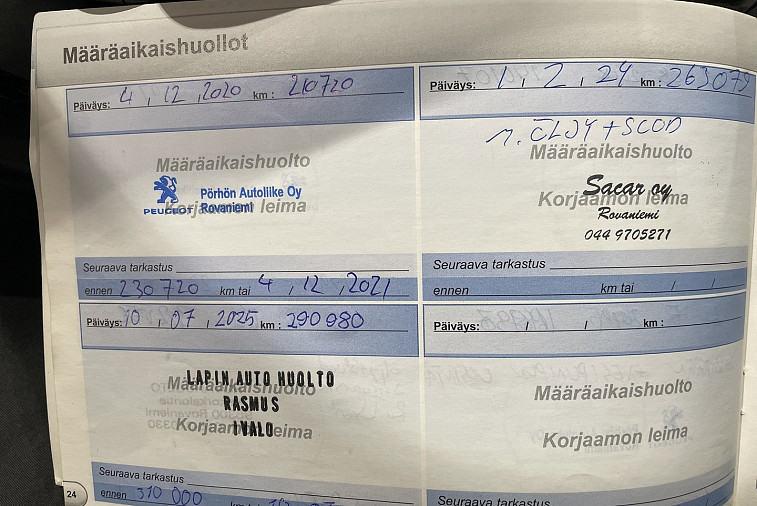 Määräaikaishuollot
Päiväys: 4, 12, 2020 km: 210720
Määräaikaishuolto
Korjaamon leima
PEUGEOT
Pörhön Autoliike Oy
Rovaniemi
Seuraava tarkastus
ennen 230720 km tai 4, 12, 2021
Päiväys: 1 / 2 / 24 km: 263079
Määräaikaishuolto
Korjaamon leima
Sacar oy
Rovaniemi
044 9705271
Seuraava tarkastus
ennen km tai / /
Päiväys: 10, 07, 2025 km: 290980
Määräaikaishuolto
Korjaamon leima
LAPIN AUTO HUOLTO
RASMUS
IVALO
Seuraava tarkastus
ennen 310 000 km tai
Päiväys: / / km:
Määräaikaishuolto
Korjaamon leima
Seuraava tarkastus
24